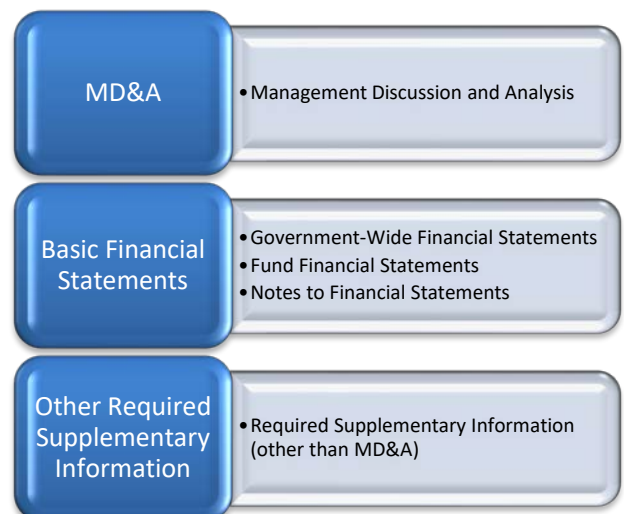 MD&A
• Management Discussion and Analysis
Basic Financial
Statements
• Government-Wide Financial Statements
• Fund Financial Statements
• Notes to Financial Statements
Other Required
Supplementary
Information
• Required Supplementary Information
(other than MD&A)